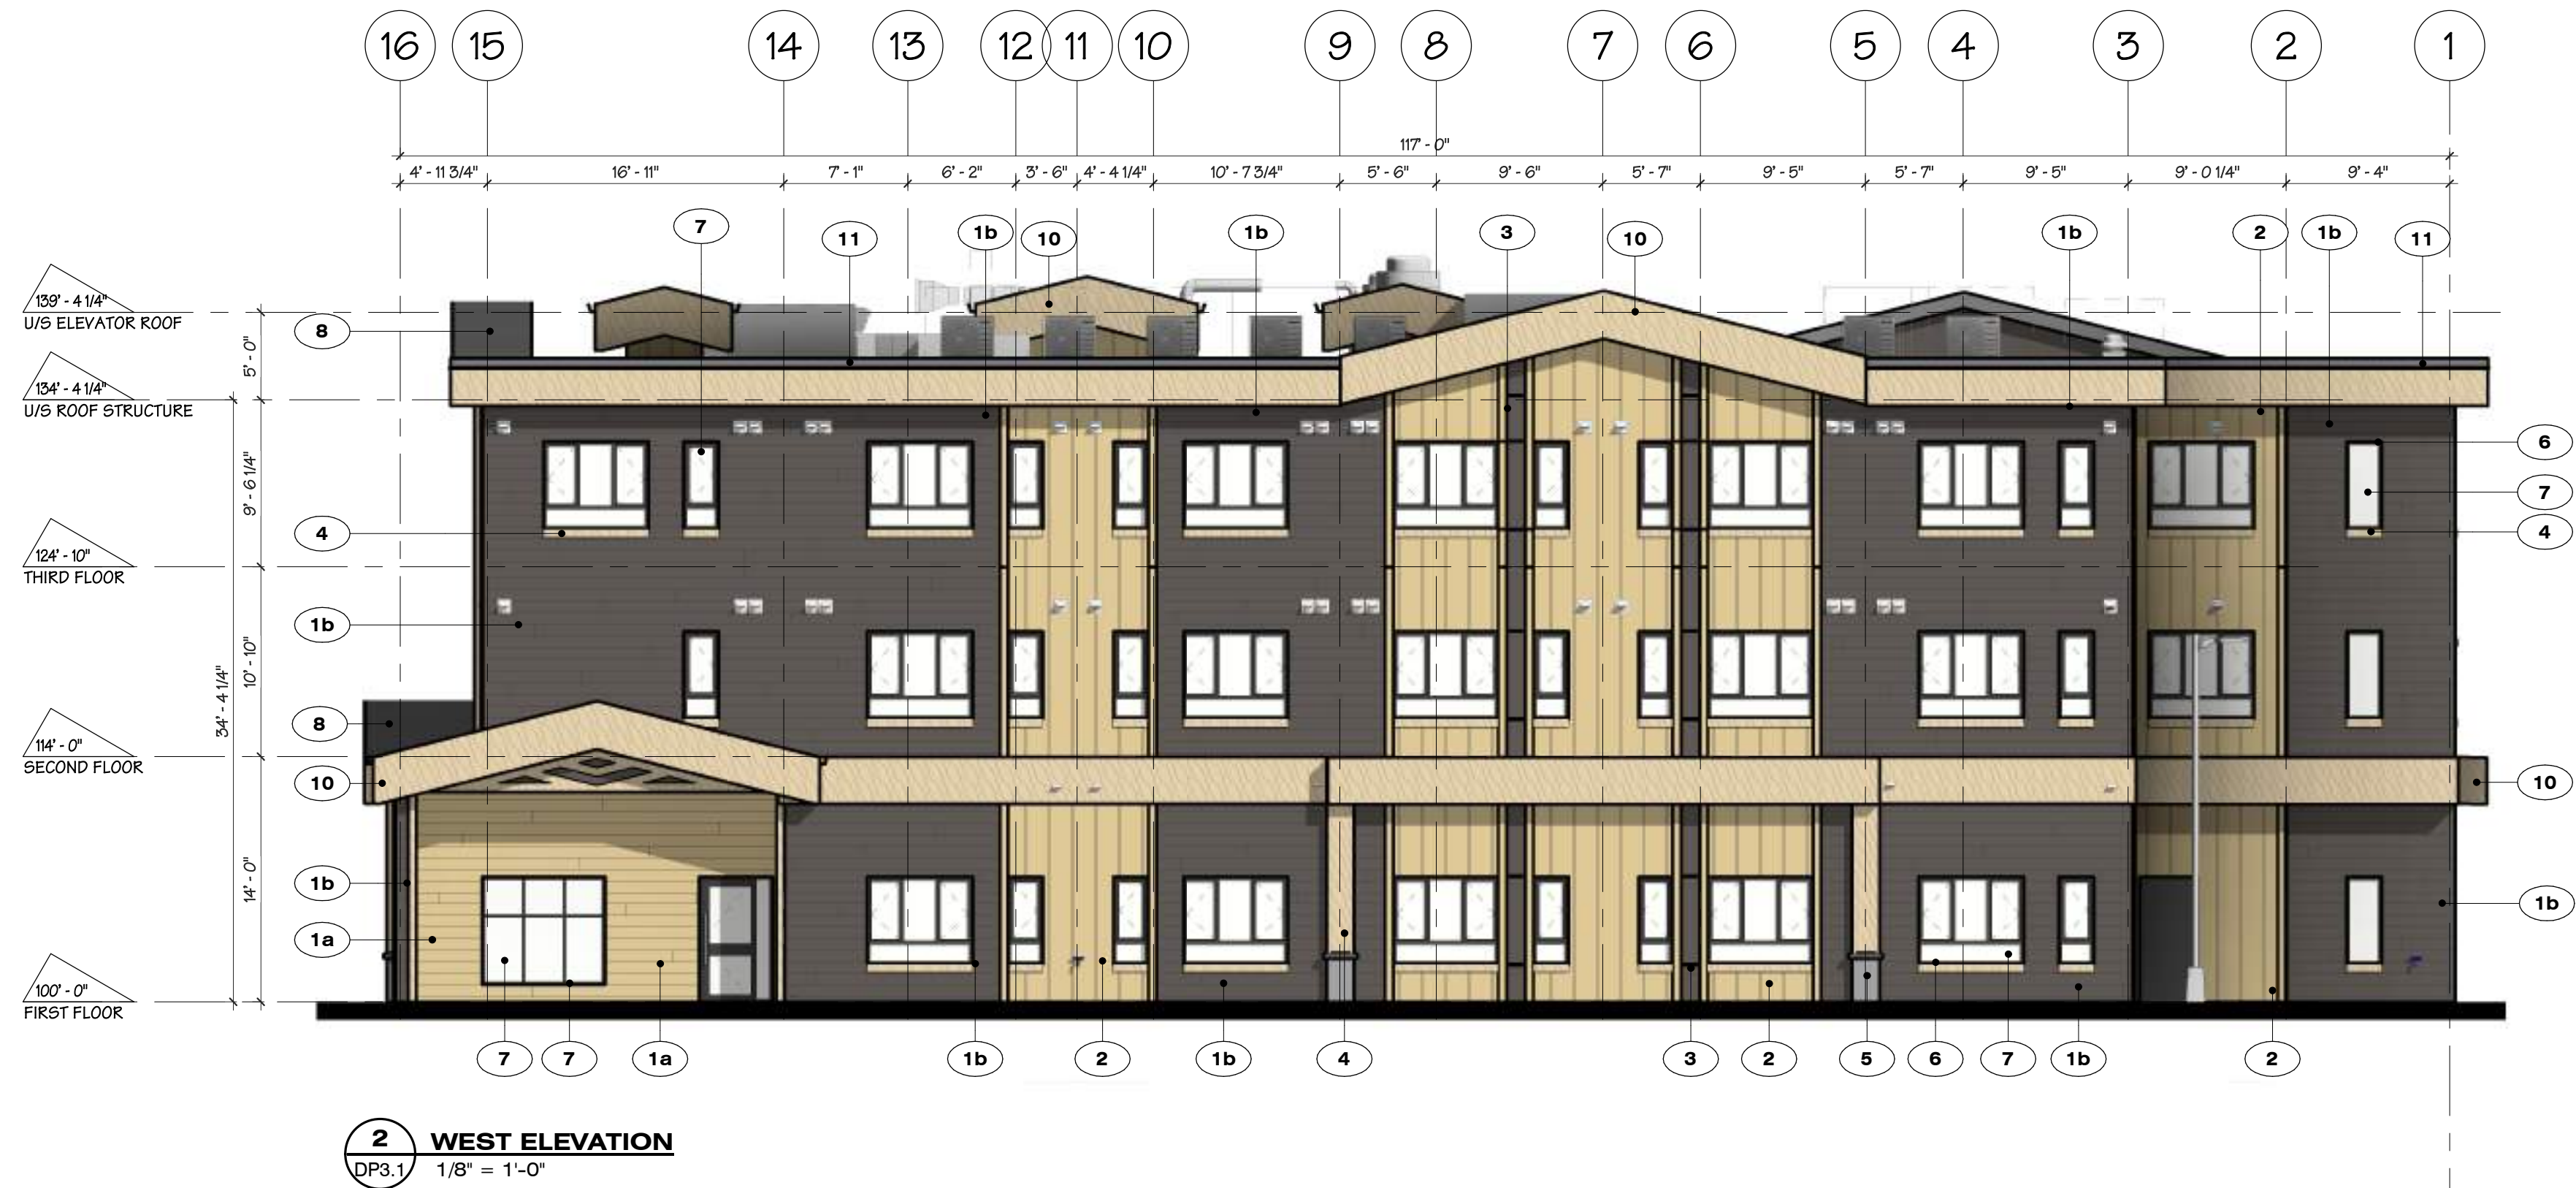 16 15 14 13 12 11 10 9 8 7 6 5 4 3 2 1
117' - 0"
4' - 11 3/4" 16' - 11" 7' - 1" 6' - 2" 3' - 6" 4' - 4 1/4" 10' - 7 3/4" 5' - 6" 9' - 6" 5' - 7" 9' - 5" 5' - 7" 9' - 5" 9' - 0 1/4" 9' - 4"
7 11 1b 10 1b 3 10 1b 2 1b 11
139' - 4 1/4"
U/S ELEVATOR ROOF
8
5' - 0"
134' - 4 1/4"
U/S ROOF STRUCTURE
9' - 6 1/4"
6
7
4 4
124' - 10"
THIRD FLOOR
1b
10' - 10"
34' - 4 1/4"
8
114' - 0"
SECOND FLOOR
10 10
14' - 0"
1b 1b
1a
100' - 0"
FIRST FLOOR
7 7 1a 1b 2 1b 4 3 2 5 6 7 1b 2
2 WEST ELEVATION
DP3.1 1/8" = 1'-0"